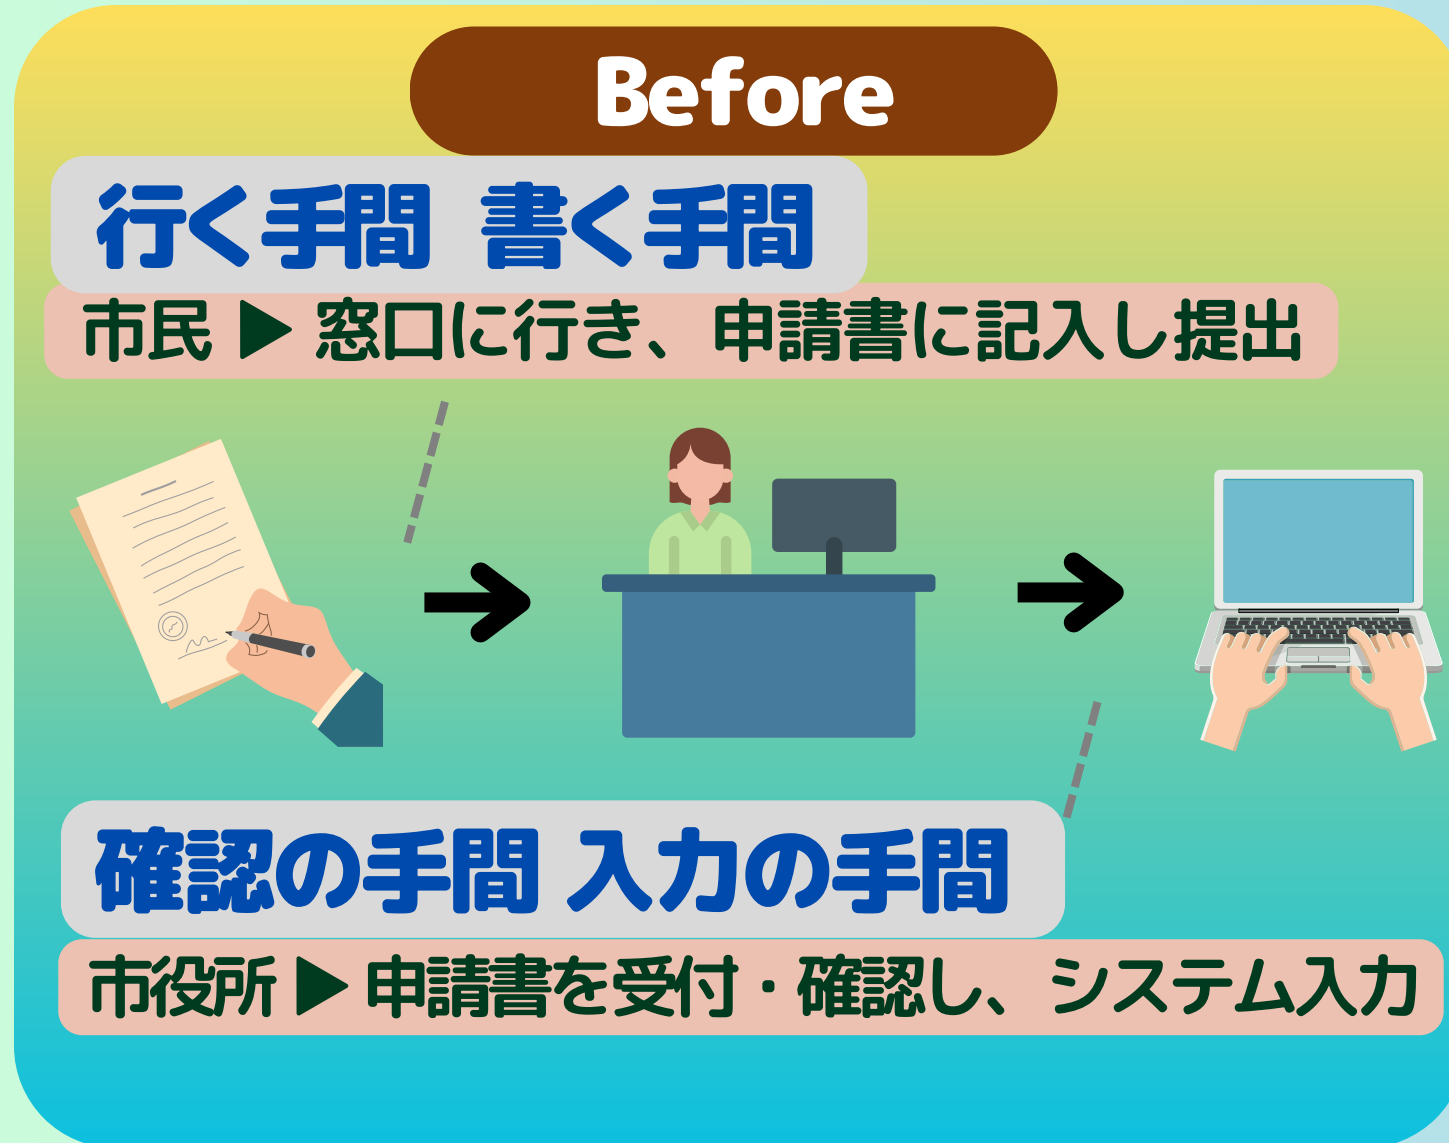 Before
行く手間 書く手間
市民 ▶ 窓口に行き、申請書に記入し提出
確認の手間 入力の手間
市役所 ▶ 申請書を受付・確認し、システム入力